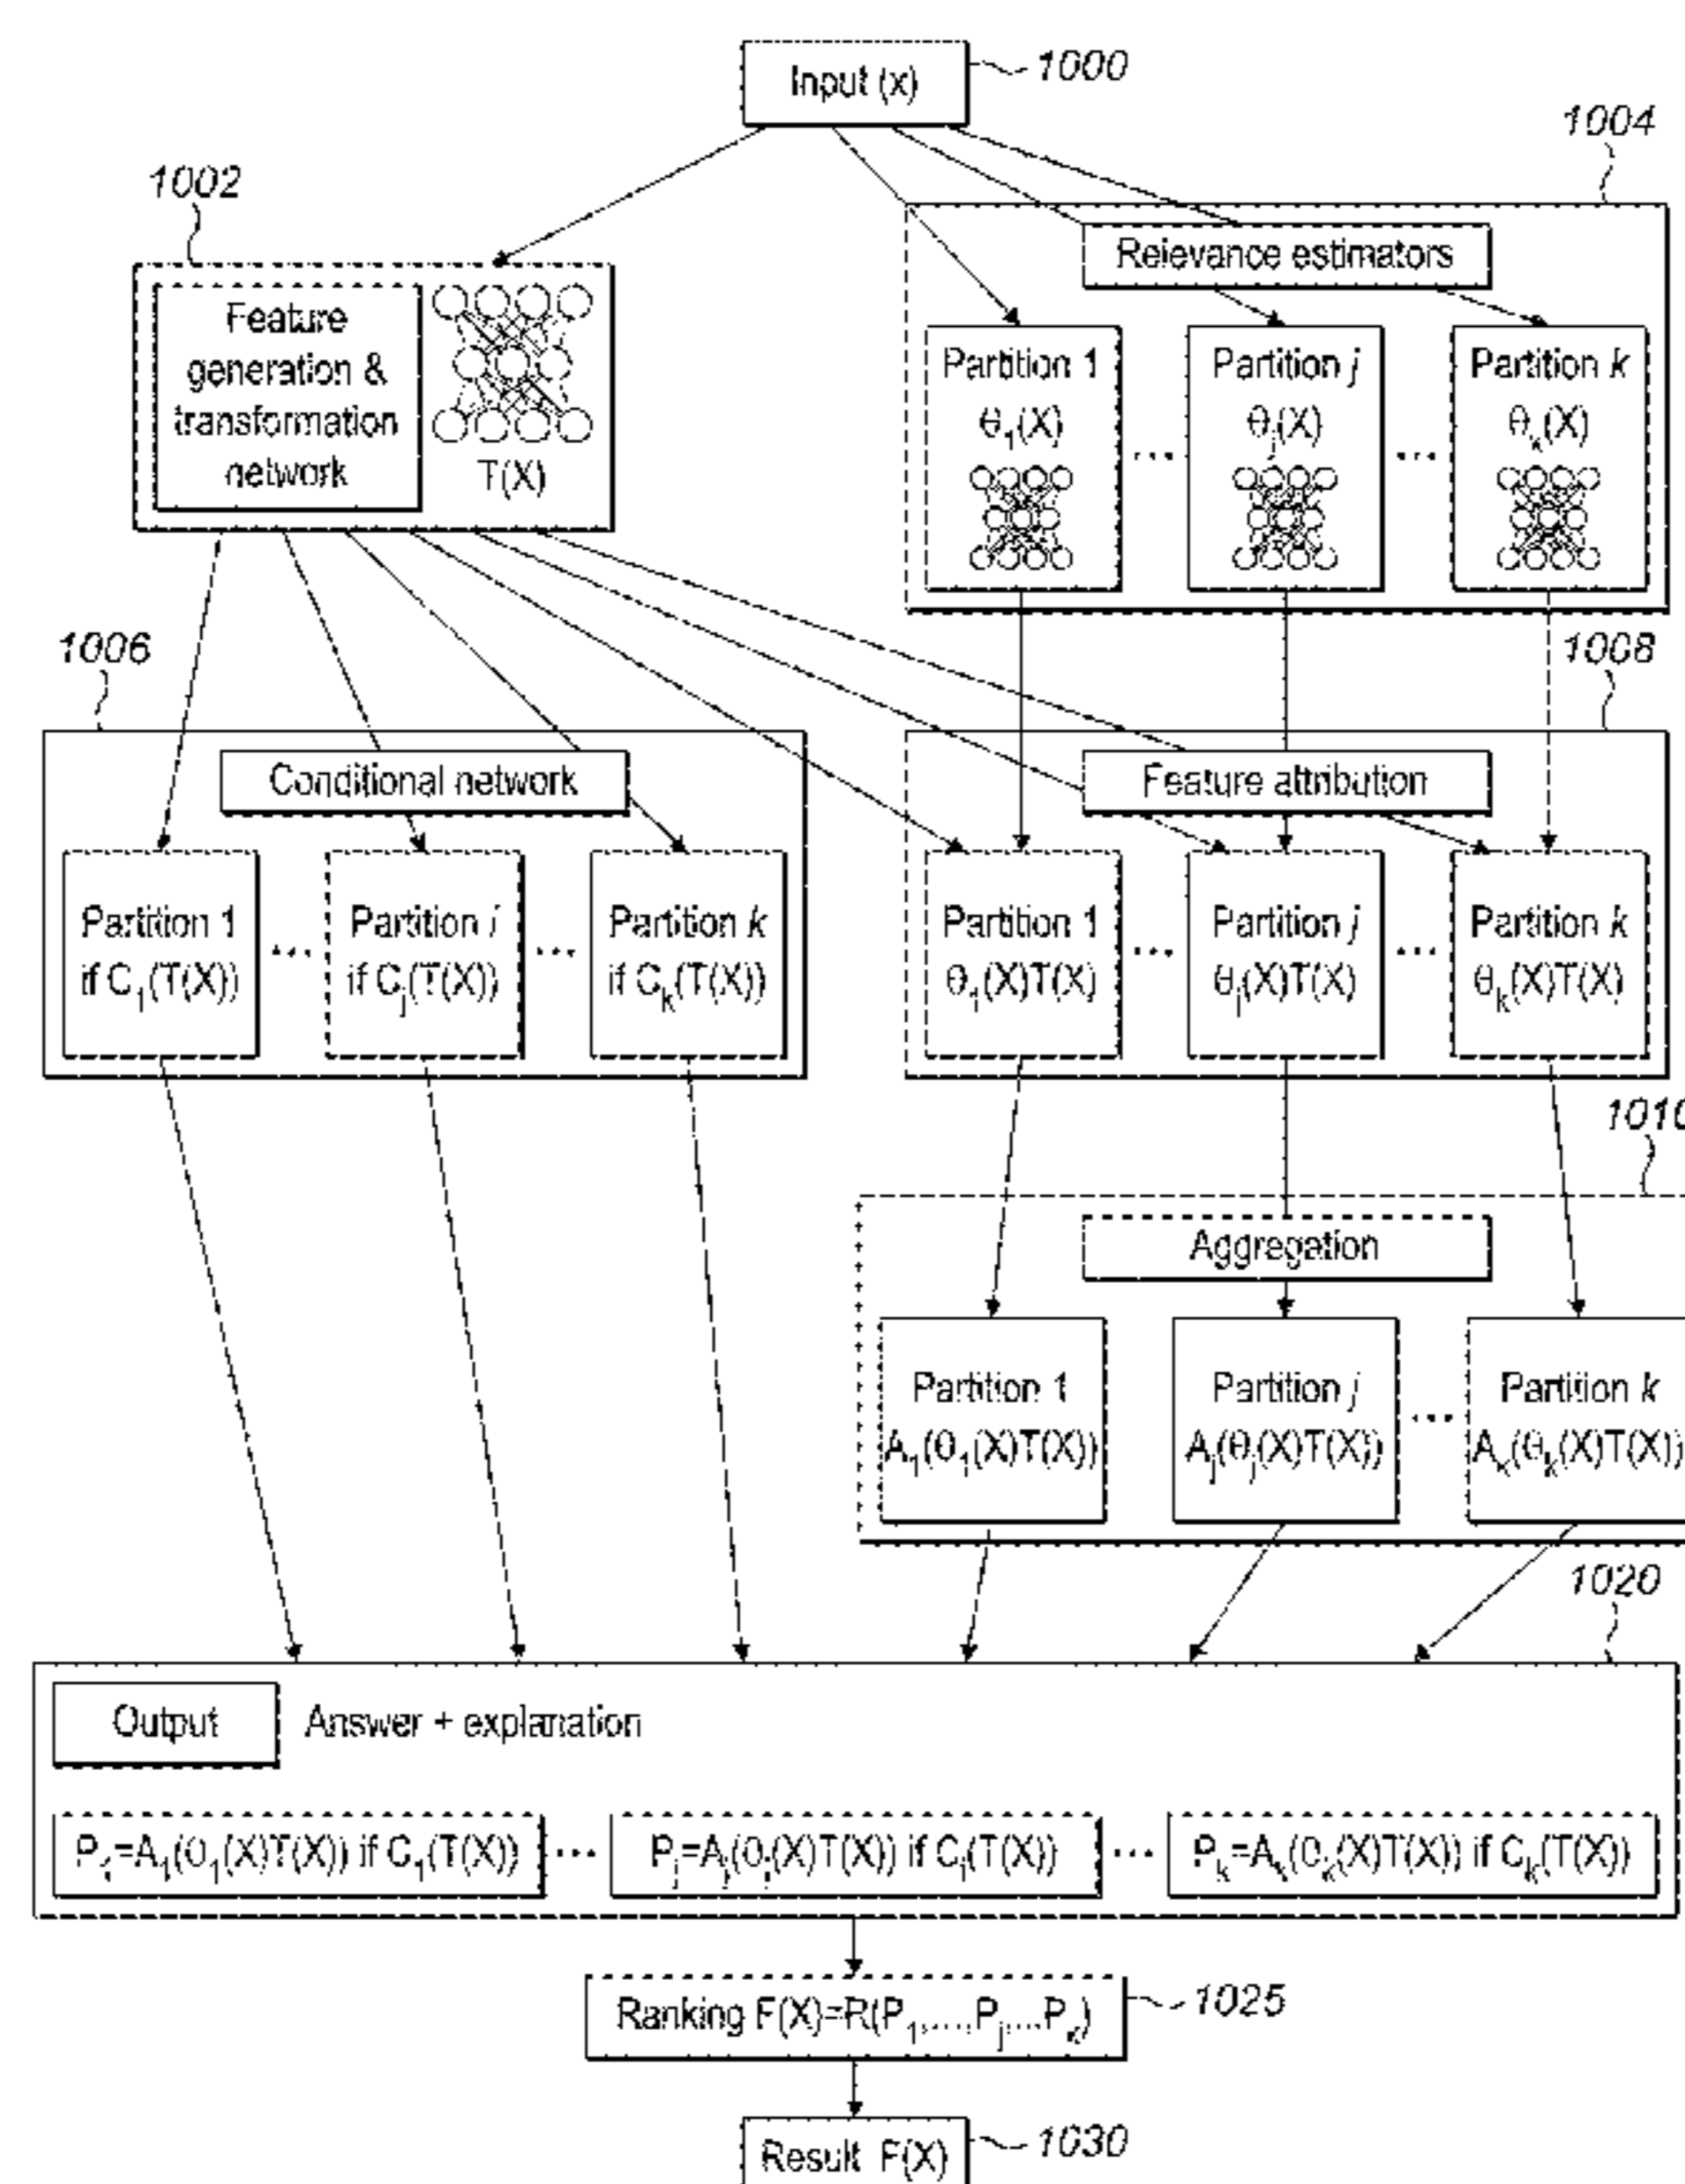 Input (x)
1000
1004
1002
Relevance estimators
Feature
generation &
transformation
network
T(X)
Partition 1
θ₁(X)
...
Partition j
θⱼ(X)
...
Partition k
θₖ(X)
1006
1008
Conditional network
Feature attribution
Partition 1
if C₁(T(X))
...
Partition i
if Cⱼ(T(X))
...
Partition k
if Cₖ(T(X))
Partition 1
θ₁(X)T(X)
...
Partition j
θⱼ(X)T(X)
...
Partition k
θₖ(X)T(X)
1010
Aggregation
Partition 1
A₁(θ₁(X)T(X))
Partition j
Aⱼ(θⱼ(X)T(X))
...
Partition k
Aₖ(θₖ(X)T(X))
1020
Output
Answer + explanation
P₁=A₁(θ₁(X)T(X)) if C₁(T(X))
...
Pⱼ=Aⱼ(θⱼ(X)T(X)) if Cⱼ(T(X))
...
Pₖ=Aₖ(θₖ(X)T(X)) if Cₖ(T(X))
Ranking F(X)=R(P₁,...,Pⱼ,...Pₖ)
1025
Result F(X)
1030